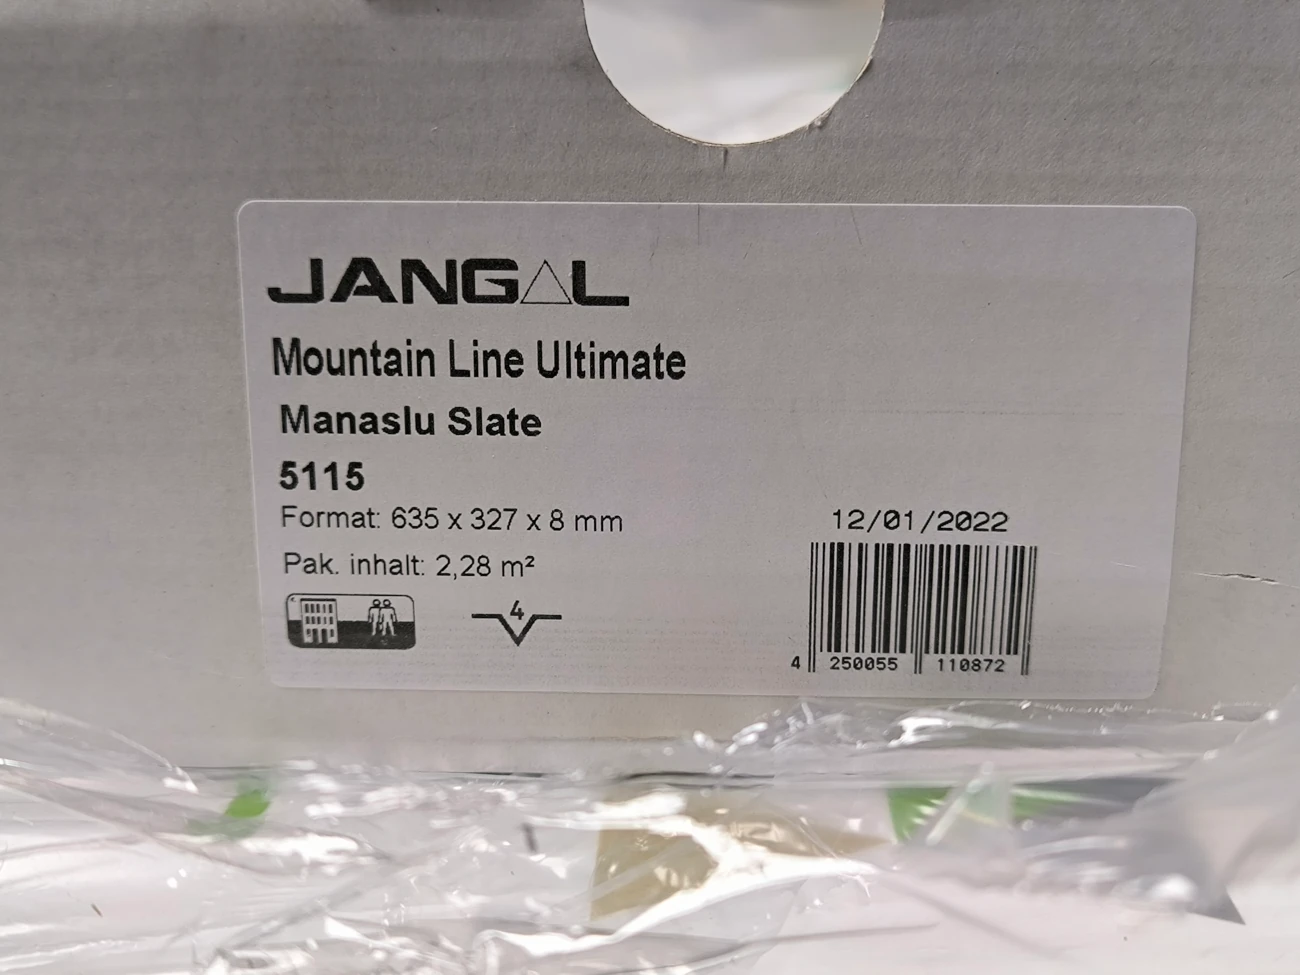 JANGAL
Mountain Line Ultimate
Manaslu Slate
5115
Format: 635 x 327 x 8 mm
Pak. inhalt: 2,28 m²
4
12/01/2022
4 250055 110872